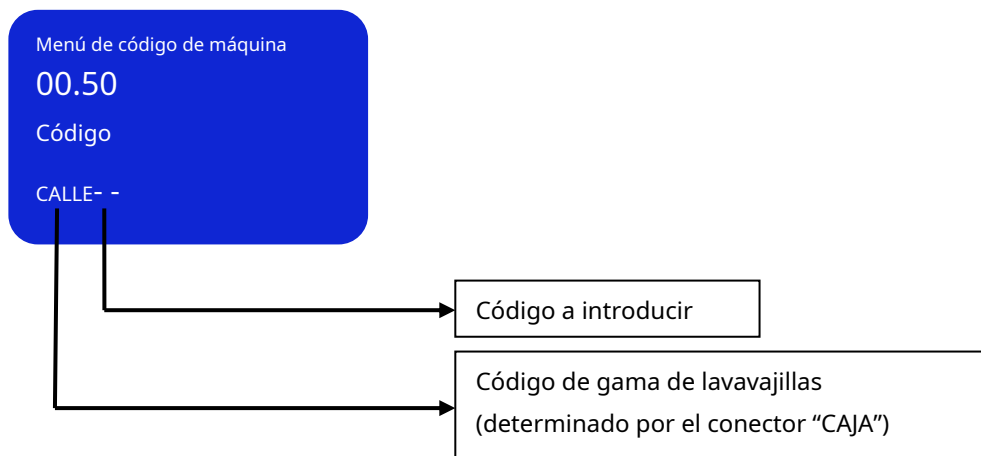 Menú de código de máquina
00.50
Código
CALLE- -
Código a introducir
Código de gama de lavavajillas
(determinado por el conector “CAJA”)